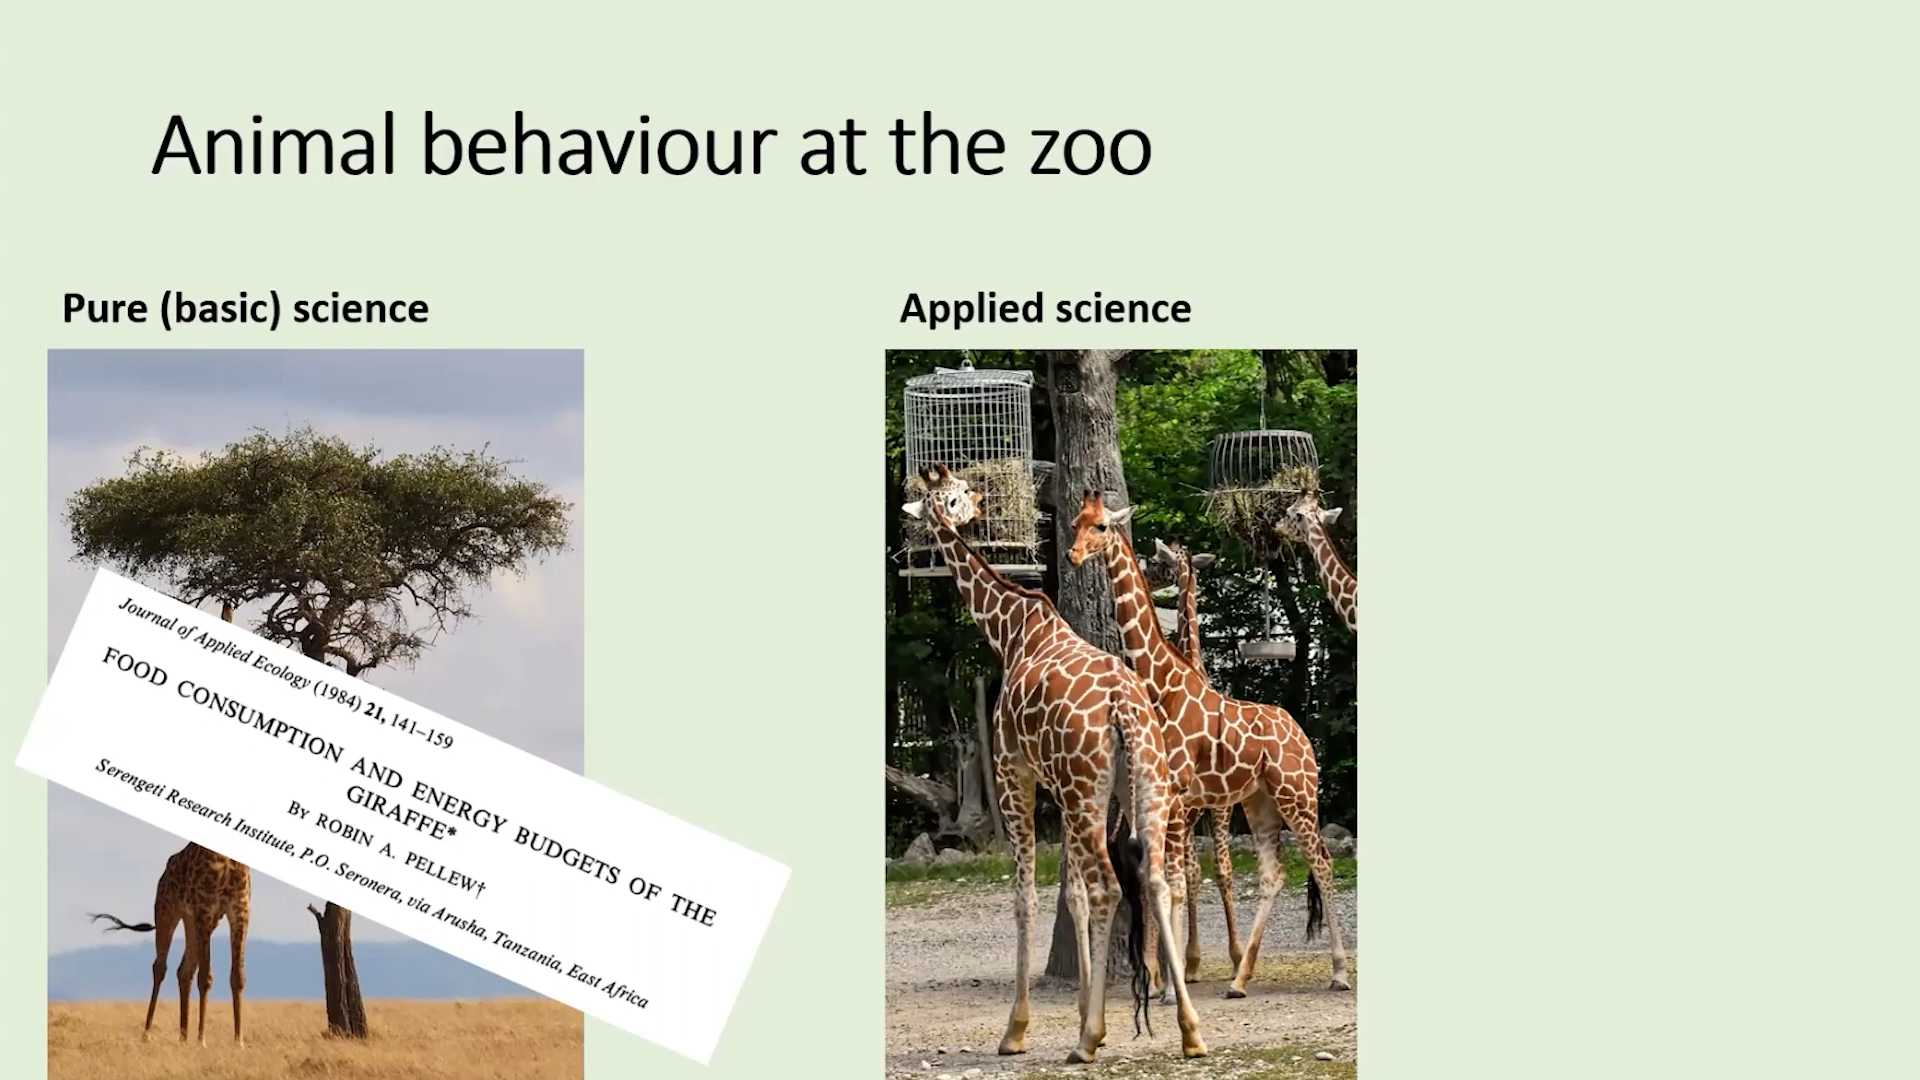 Animal behaviour at the zoo
Pure (basic) science
Applied science
Journal of Applied Ecology (1984) 21, 141–159
FOOD CONSUMPTION AND ENERGY BUDGETS OF THE
GIRAFFE*
By ROBIN A. PELLEW†
Serengeti Research Institute, P.O. Seronera, via Arusha, Tanzania, East Africa